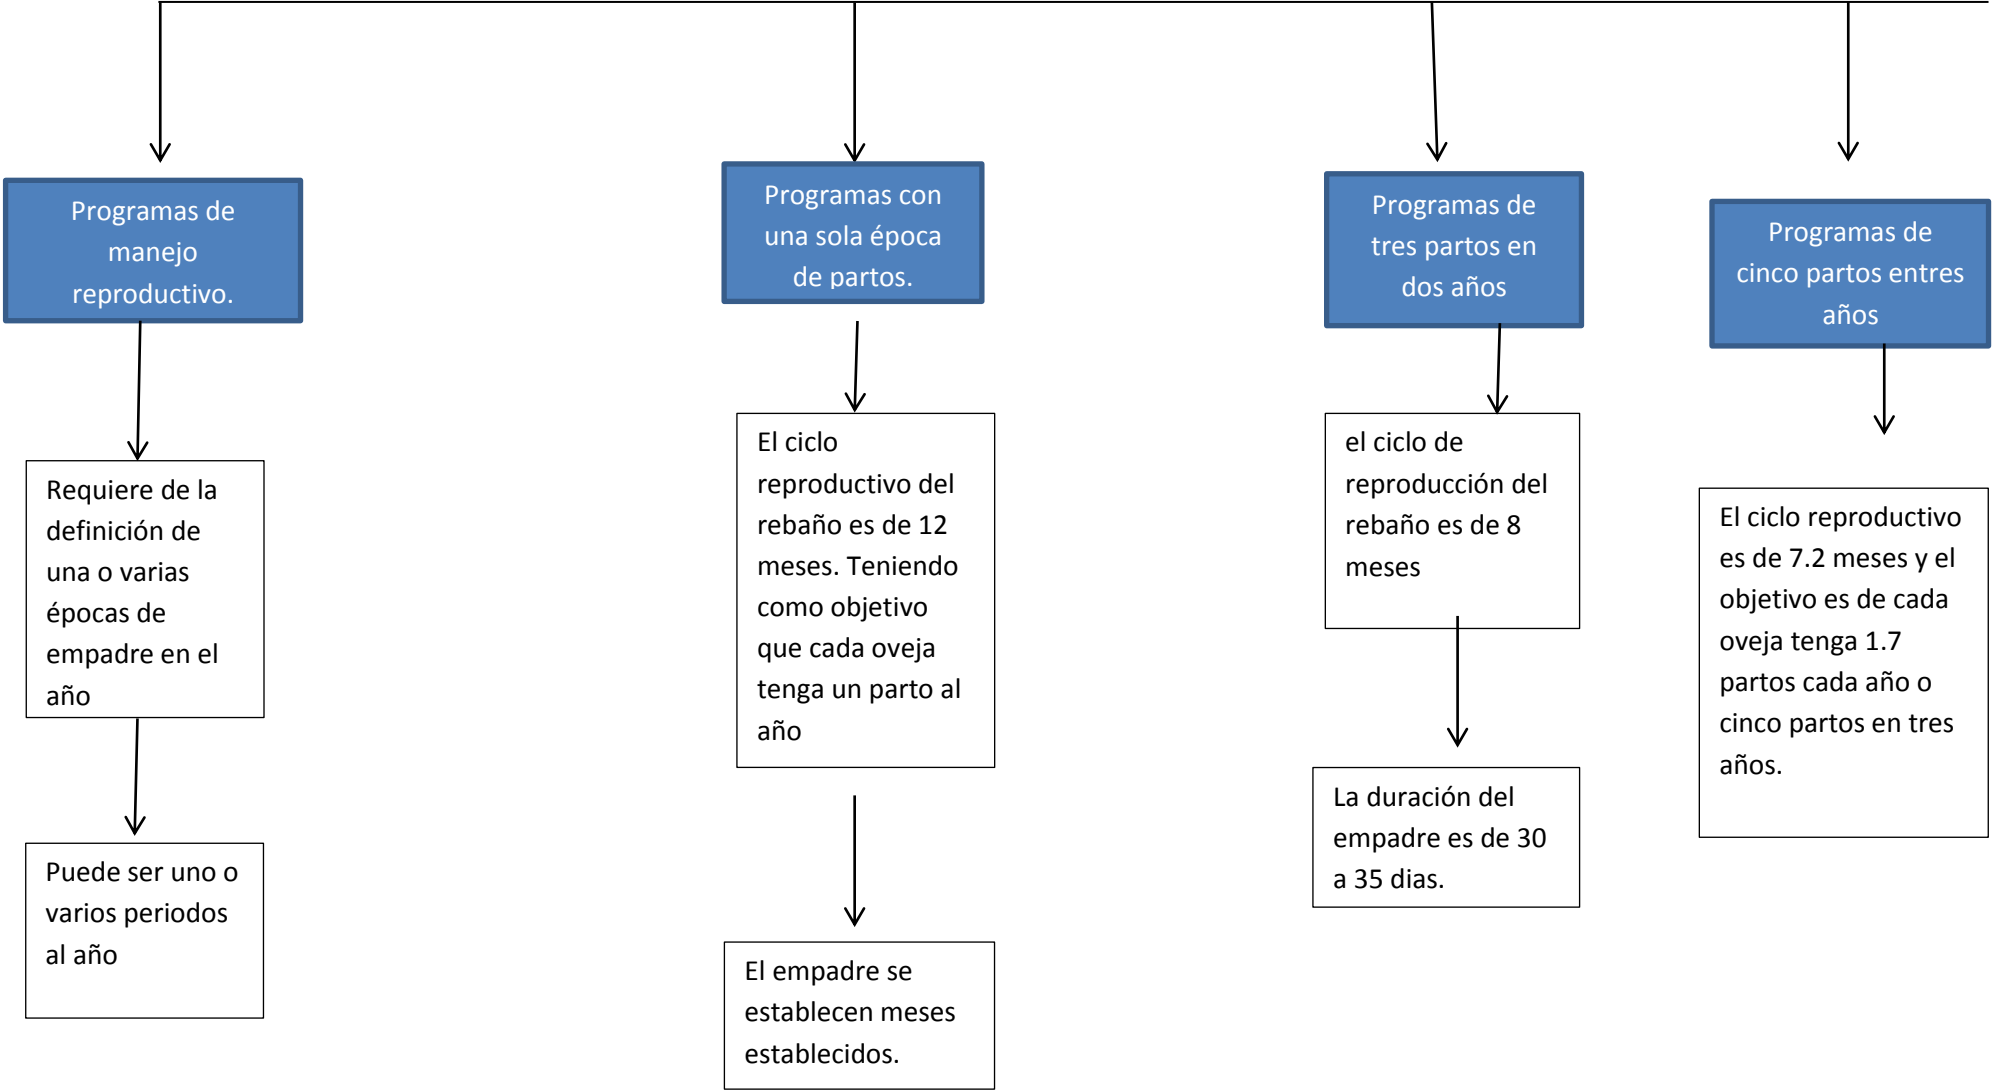 Programas de
manejo
reproductivo.
Requiere de la
definición de
una o varias
épocas de
empadre en el
año
Puede ser uno o
varios periodos
al año
Programas con
una sola época
de partos.
El ciclo
reproductivo del
rebaño es de 12
meses. Teniendo
como objetivo
que cada oveja
tenga un parto al
año
El empadre se
establecen meses
establecidos.
Programas de
tres partos en
dos años
el ciclo de
reproducción del
rebaño es de 8
meses
La duración del
empadre es de 30
a 35 dias.
Programas de
cinco partos entres
años
El ciclo reproductivo
es de 7.2 meses y el
objetivo es de cada
oveja tenga 1.7
partos cada año o
cinco partos en tres
años.